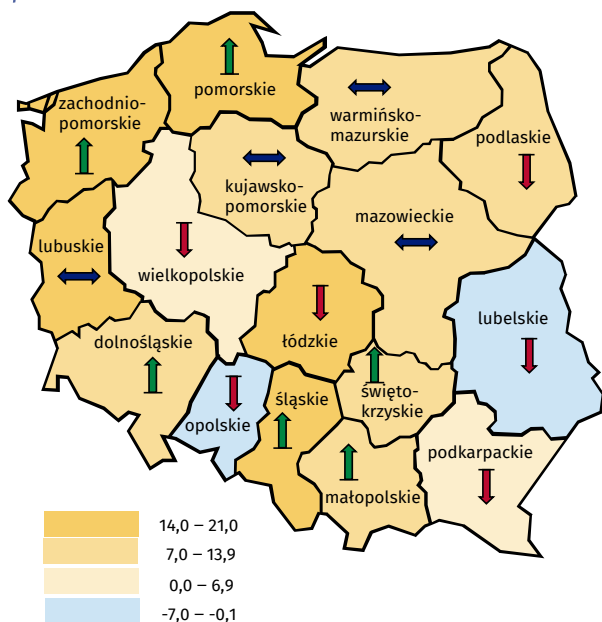 zachodnio-
pomorskie
pomorskie
warmińsko-
mazurskie
podlaskie
kujawsko-
pomorskie
mazowieckie
lubuskie
wielkopolskie
łódzkie
lubelskie
dolnośląskie
opolskie
śląskie
święto-
krzyskie
małopolskie
podkarpackie
14,0 – 21,0
7,0 – 13,9
0,0 – 6,9
-7,0 – -0,1